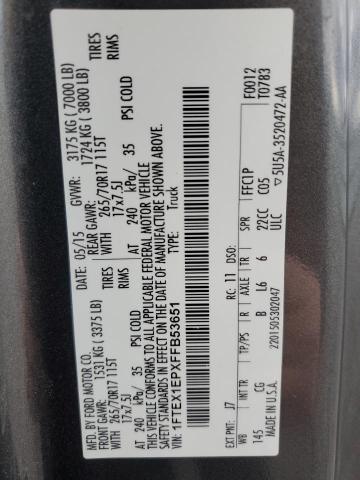 MFD. BY FORD MOTOR CO.
DATE: 05/15 GVWR: 3175 KG ( 7000 LB)
FRONT GAWR: 1531 KG ( 3375 LB) REAR GAWR: 1724 KG ( 3800 LB)
WITH 265/70R17 115T WITH 265/70R17 115T TIRES
17x7.5J 17x7.5J RIMS
AT 240 kPa/ 35 PSI COLD AT 240 kPa/ 35 PSI COLD
THIS VEHICLE CONFORMS TO ALL APPLICABLE FEDERAL MOTOR VEHICLE
SAFETY STANDARDS IN EFFECT ON THE DATE OF MANUFACTURE SHOWN ABOVE.
VIN: 1FTEX1EPXFFB53651
TYPE: Truck
F0012
T0783
EXT PNT: J7 RC: 11 DSO: FFC1P
WB INT TR TP/PS R AXLE TR SPR
145 CG B L6 6 22CC C05
ULC
MADE IN U.S.A. 2201505302047 ▽5U5A-3520472-AA